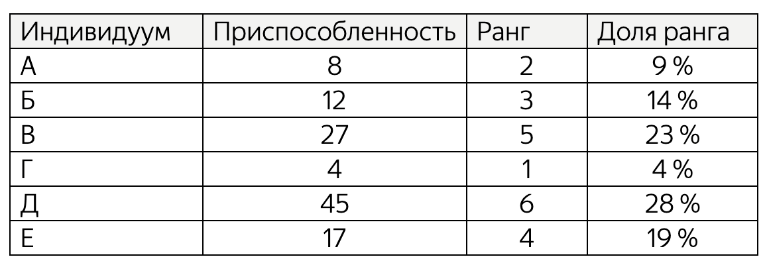 Индивидуум Приспособленность Ранг Доля ранга
А 8 2 9 %
Б 12 3 14 %
В 27 5 23 %
Г 4 1 4 %
Д 45 6 28 %
Е 17 4 19 %